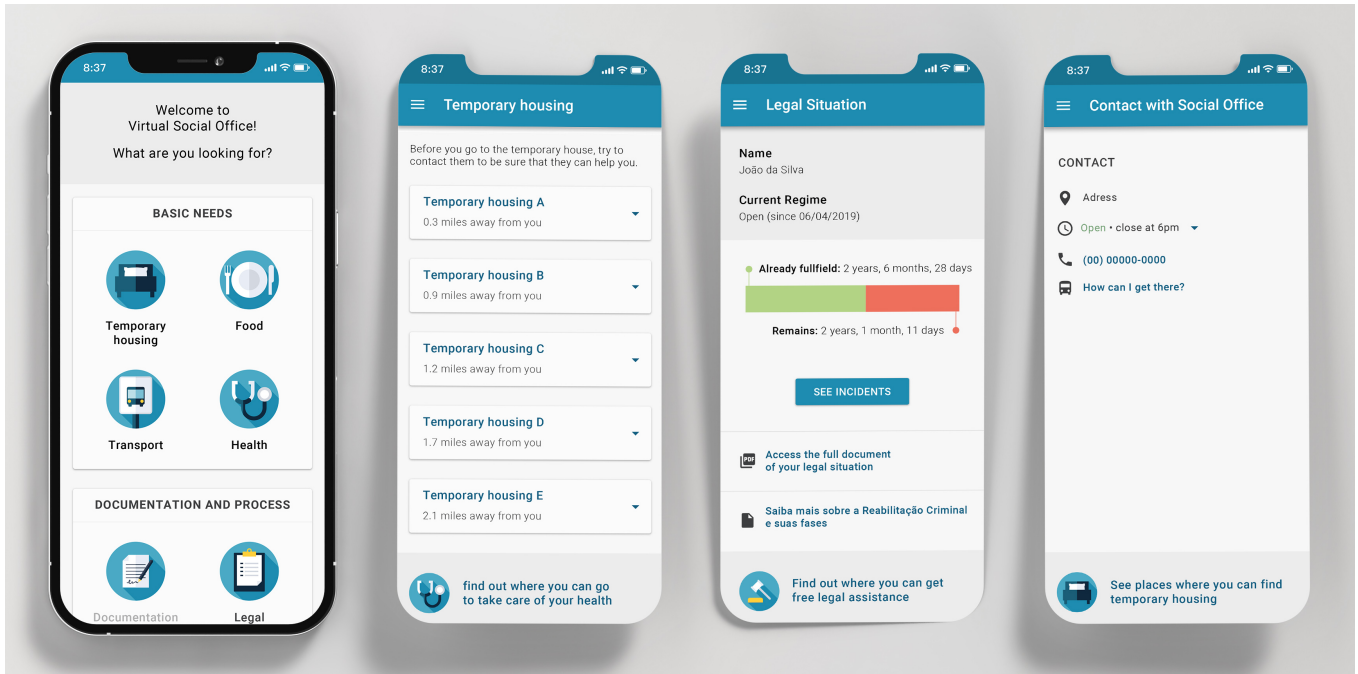 8:37
Welcome to
Virtual Social Office!
What are you looking for?
BASIC NEEDS
Temporary
housing
Food
Transport
Health
DOCUMENTATION AND PROCESS
Documentation
Legal
8:37
Temporary housing
Before you go to the temporary house, try to
contact them to be sure that they can help you.
Temporary housing A
0.3 miles away from you
Temporary housing B
0.9 miles away from you
Temporary housing C
1.2 miles away from you
Temporary housing D
1.7 miles away from you
Temporary housing E
2.1 miles away from you
find out where you can go
to take care of your health
8:37
Legal Situation
Name
João da Silva
Current Regime
Open (since 06/04/2019)
Already fullfield: 2 years, 6 months, 28 days
Remains: 2 years, 1 month, 11 days
SEE INCIDENTS
PDF
Access the full document
of your legal situation
Saiba mais sobre a Reabilitação Criminal
e suas fases
Find out where you can get
free legal assistance
8:37
Contact with Social Office
CONTACT
Adress
Open • close at 6pm
(00) 00000-0000
How can I get there?
See places where you can find
temporary housing